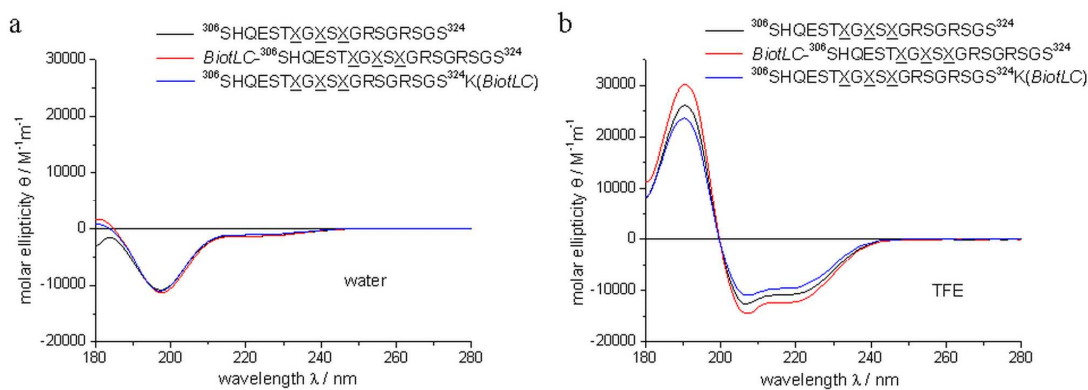 a
³⁰⁶SHQESTXGXSXGRSGRSGS³²⁴
BiotLC-³⁰⁶SHQESTXGXSXGRSGRSGS³²⁴
³⁰⁶SHQESTXGXSXGRSGRSGS³²⁴K(BiotLC)
30000
20000
10000
0
-10000
-20000
molar ellipticity θ / M⁻¹m⁻¹
water
180 200 220 240 260 280
wavelength λ / nm
b
³⁰⁶SHQESTXGXSXGRSGRSGS³²⁴
BiotLC-³⁰⁶SHQESTXGXSXGRSGRSGS³²⁴
³⁰⁶SHQESTXGXSXGRSGRSGS³²⁴K(BiotLC)
30000
20000
10000
0
-10000
-20000
molar ellipticity θ / M⁻¹m⁻¹
TFE
180 200 220 240 260 280
wavelength λ / nm